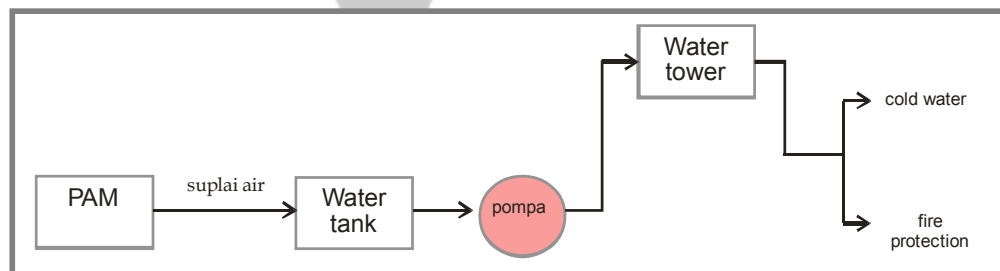 PAM
suplai air
Water
tank
pompa
Water
tower
cold water
fire
protection